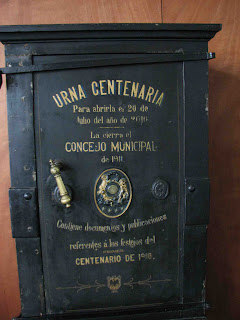 URNA CENTENARIA
Para abrirla el 20 de
Julio del año de 2010
La cierra el
CONCEJO MUNICIPAL
de 1911
Contiene documentos y publicaciones
referentes a los festejos del
CENTENARIO DE 1910.